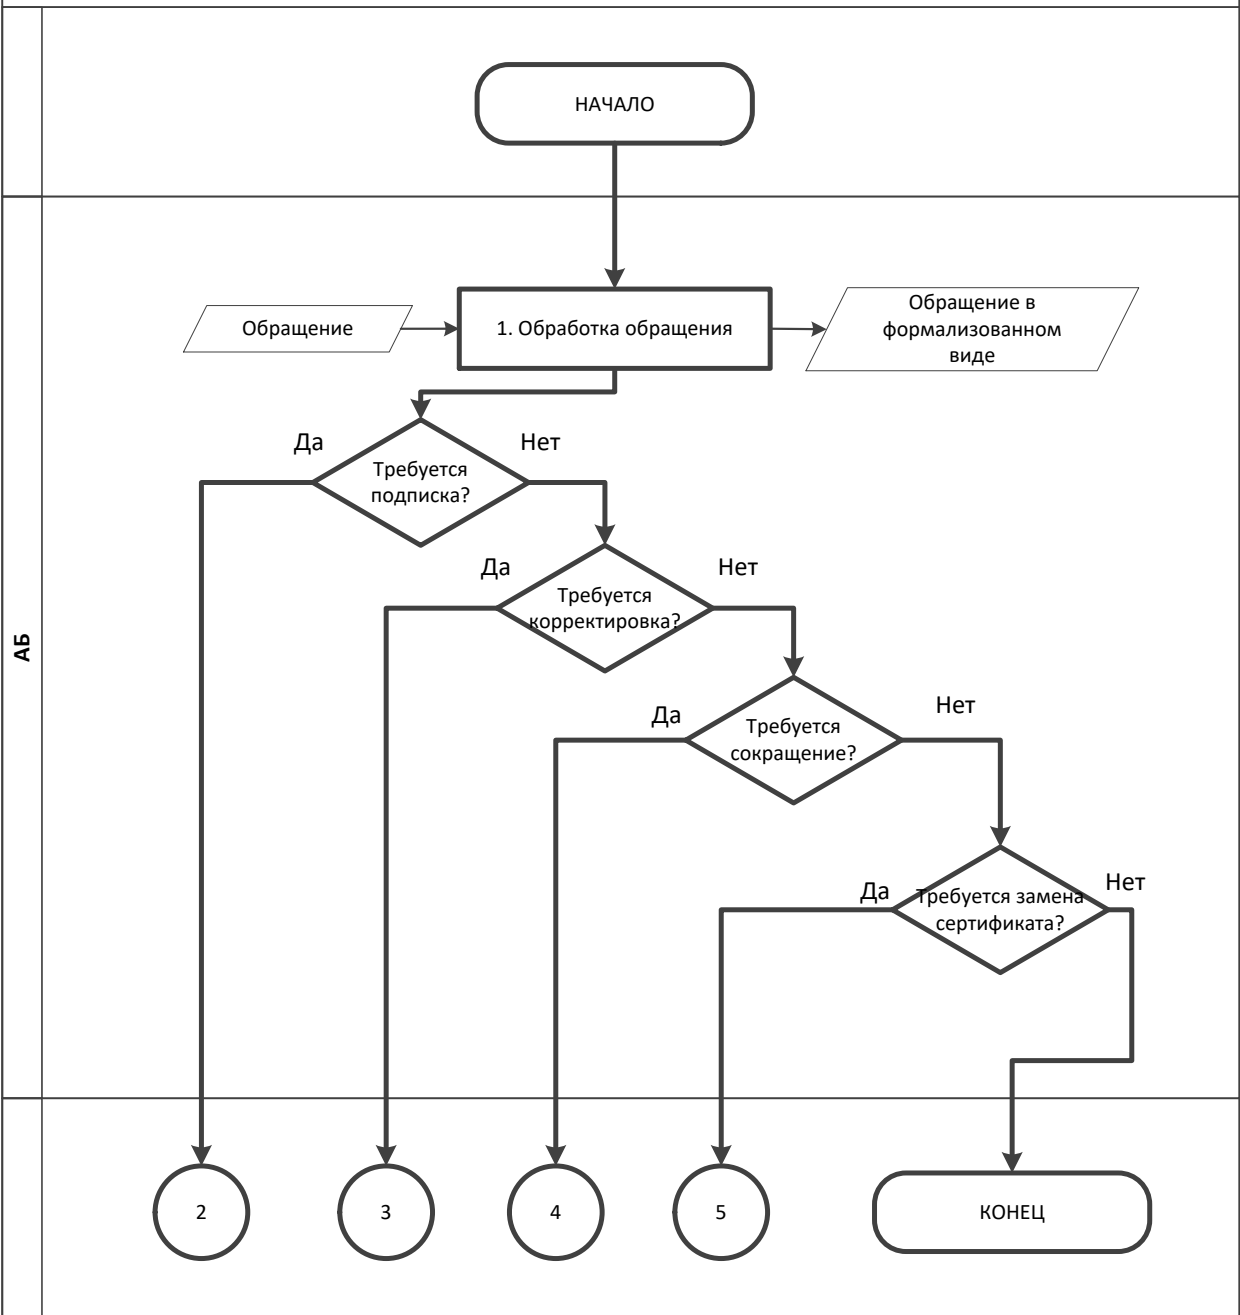 НАЧАЛО
Обращение
1. Обработка обращения
Обращение в
формализованном
виде
Да
Нет
Требуется
подписка?
Да
Нет
Требуется
корректировка?
Да
Нет
Требуется
сокращение?
Да
Нет
Требуется замена
сертификата?
АБ
2
3
4
5
КОНЕЦ